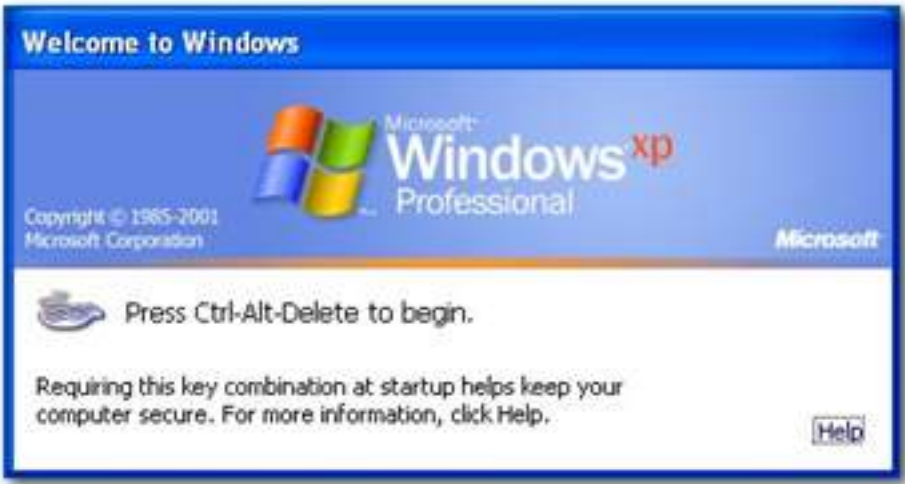 Welcome to Windows
Microsoft
Windows xp
Professional
Copyright © 1985-2001
Microsoft Corporation
Microsoft
Press Ctrl-Alt-Delete to begin.
Requiring this key combination at startup helps keep your
computer secure. For more information, click Help.
Help